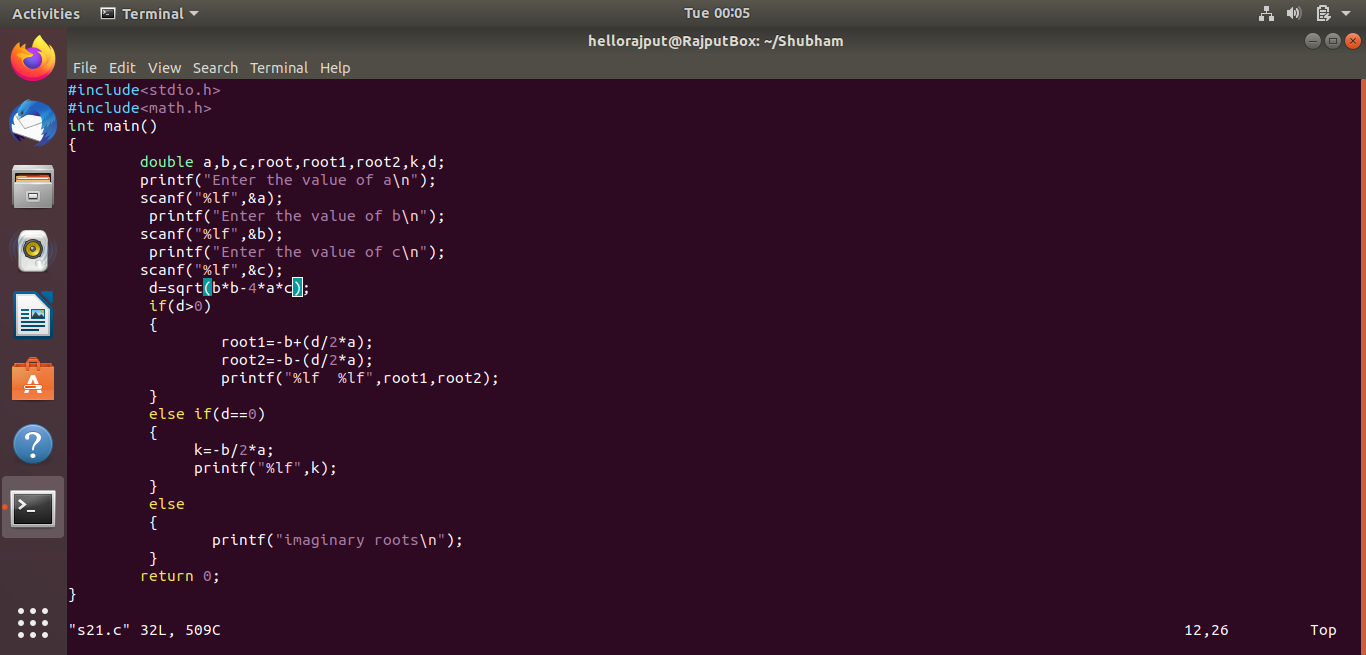 Activities Terminal Tue 00:05
hellorajput@RajputBox: ~/Shubham
File Edit View Search Terminal Help
#include<stdio.h>
#include<math.h>
int main()
{
        double a,b,c,root,root1,root2,k,d;
        printf("Enter the value of a\n");
        scanf("%lf",&a);
         printf("Enter the value of b\n");
        scanf("%lf",&b);
         printf("Enter the value of c\n");
        scanf("%lf",&c);
         d=sqrt(b*b-4*a*c);
         if(d>0)
         {
                 root1=-b+(d/2*a);
                 root2=-b-(d/2*a);
                 printf("%lf  %lf",root1,root2);
         }
         else if(d==0)
         {
              k=-b/2*a;
              printf("%lf",k);
         }
         else
         {
                printf("imaginary roots\n");
         }
        return 0;
}
"s21.c" 32L, 509C 12,26 Top